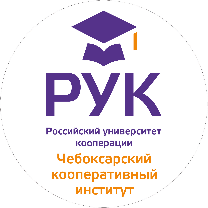 РУК
Российский университет
кооперации
Чебоксарский
кооперативный
институт